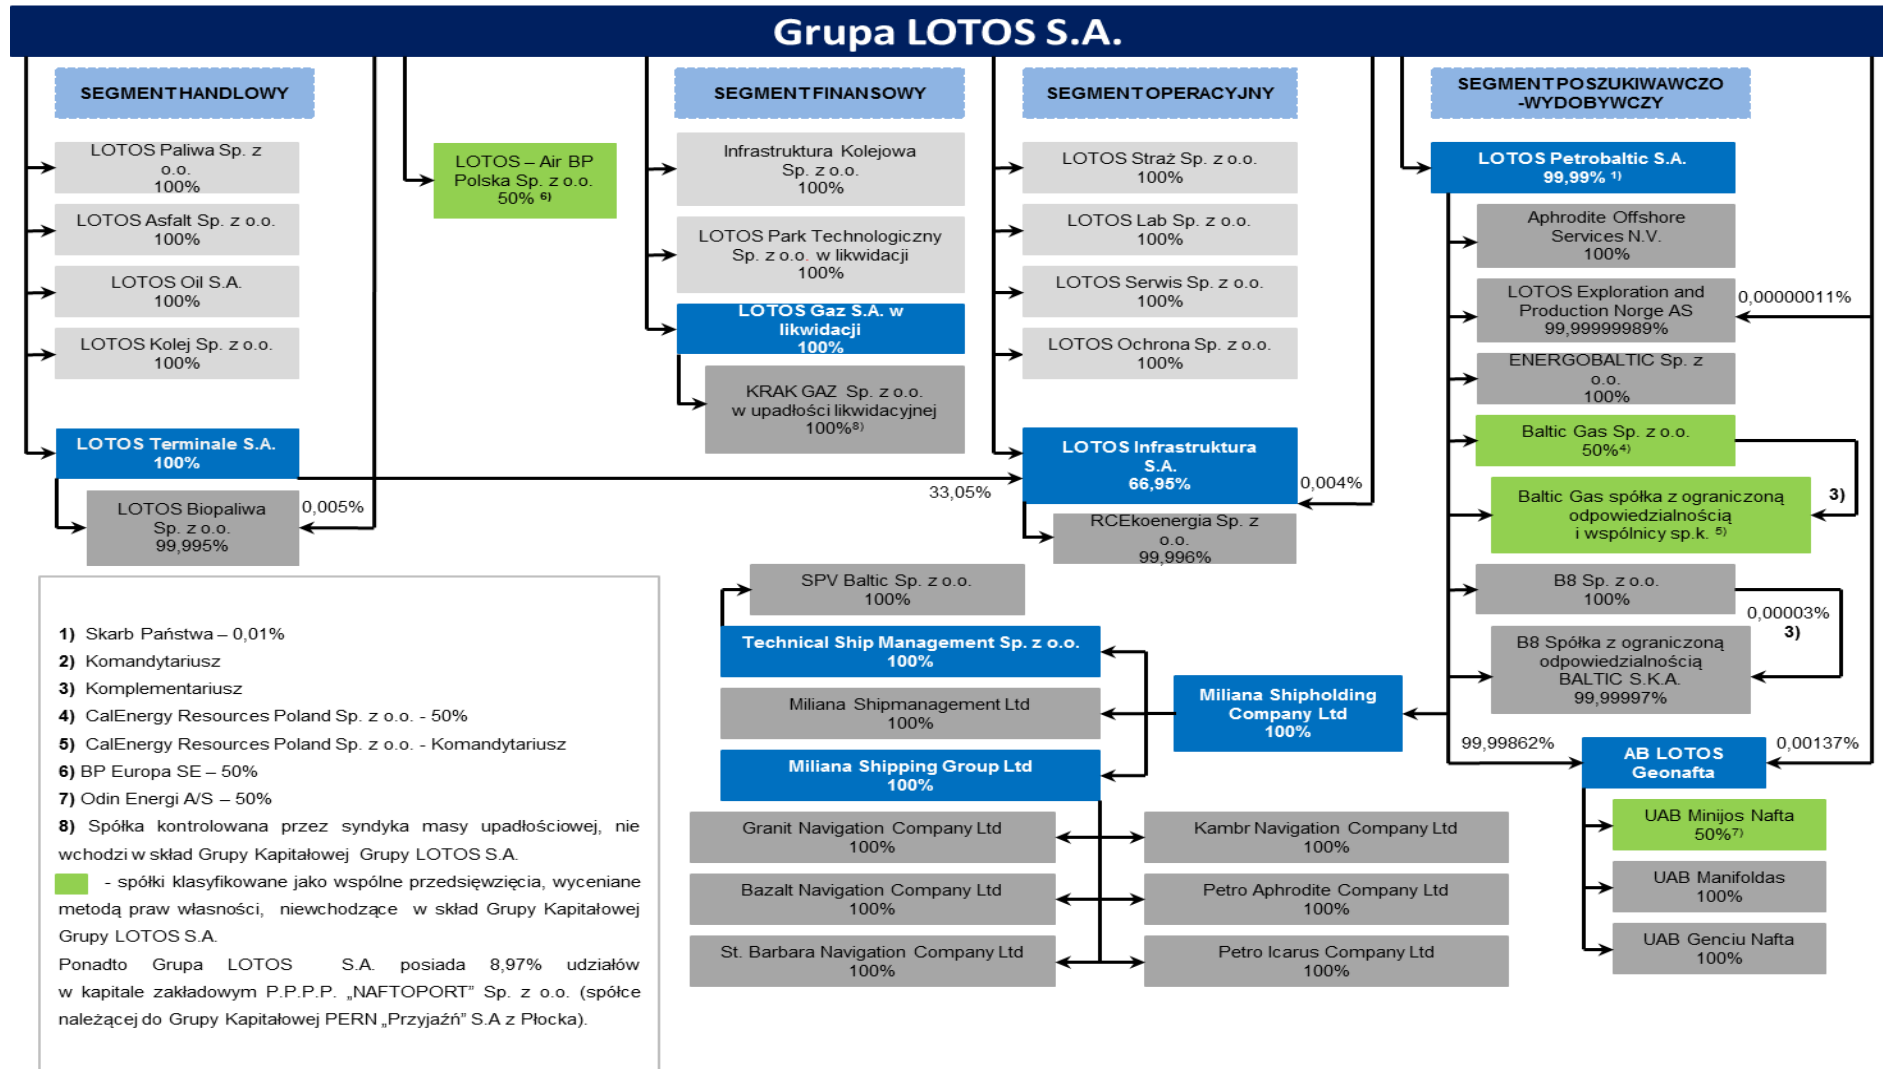 Grupa LOTOS S.A.
SEGMENT HANDLOWY
LOTOS Paliwa Sp. z
o.o.
100%
LOTOS Asfalt Sp. z o.o.
100%
LOTOS Oil S.A.
100%
LOTOS Kolej Sp. z o.o.
100%
LOTOS Terminale S.A.
100%
LOTOS Biopaliwa
Sp. z o.o.
99,995%
0,005%
LOTOS – Air BP
Polska Sp. z o.o.
50% 6)
SEGMENT FINANSOWY
Infrastruktura Kolejowa
Sp. z o.o.
100%
LOTOS Park Technologiczny
Sp. z o.o. w likwidacji
100%
LOTOS Gaz S.A. w
likwidacji
100%
KRAK GAZ Sp. z o.o.
w upadłości likwidacyjnej
100%8)
SEGMENT OPERACYJNY
LOTOS Straż Sp. z o.o.
100%
LOTOS Lab Sp. z o.o.
100%
LOTOS Serwis Sp. z o.o.
100%
LOTOS Ochrona Sp. z o.o.
100%
LOTOS Infrastruktura
S.A.
66,95%
33,05%
0,004%
RCEkoenergia Sp. z
o.o.
99,996%
SEGMENT POSZUKIWAWCZO
-WYDOBYWCZY
LOTOS Petrobaltic S.A.
99,99% 1)
Aphrodite Offshore
Services N.V.
100%
LOTOS Exploration and
Production Norge AS
99,99999989%
0,00000011%
ENERGOBALTIC Sp. z
o.o.
100%
Baltic Gas Sp. z o.o.
50%4)
Baltic Gas spółka z ograniczoną
odpowiedzialnością
i wspólnicy sp.k. 5)
3)
B8 Sp. z o.o.
100%
0,00003%
3)
B8 Spółka z ograniczoną
odpowiedzialnością
BALTIC S.K.A.
99,99997%
99,99862%
0,00137%
AB LOTOS
Geonafta
UAB Minijos Nafta
50%7)
UAB Manifoldas
100%
UAB Genciu Nafta
100%
SPV Baltic Sp. z o.o.
100%
Technical Ship Management Sp. z o.o.
100%
Miliana Shipmanagement Ltd
100%
Miliana Shipping Group Ltd
100%
Miliana Shipholding
Company Ltd
100%
Granit Navigation Company Ltd
100%
Kambr Navigation Company Ltd
100%
Bazalt Navigation Company Ltd
100%
Petro Aphrodite Company Ltd
100%
St. Barbara Navigation Company Ltd
100%
Petro Icarus Company Ltd
100%
1) Skarb Państwa – 0,01%
2) Komandytariusz
3) Komplementariusz
4) CalEnergy Resources Poland Sp. z o.o. - 50%
5) CalEnergy Resources Poland Sp. z o.o. - Komandytariusz
6) BP Europa SE – 50%
7) Odin Energi A/S – 50%
8) Spółka kontrolowana przez syndyka masy upadłościowej, nie
wchodzi w skład Grupy Kapitałowej Grupy LOTOS S.A.
- spółki klasyfikowane jako wspólne przedsięwzięcia, wyceniane
metodą praw własności, niewchodzące w skład Grupy Kapitałowej
Grupy LOTOS S.A.
Ponadto Grupa LOTOS S.A. posiada 8,97% udziałów
w kapitale zakładowym P.P.P.P. „NAFTOPORT” Sp. z o.o. (spółce
należącej do Grupy Kapitałowej PERN „Przyjaźń” S.A z Płocka).